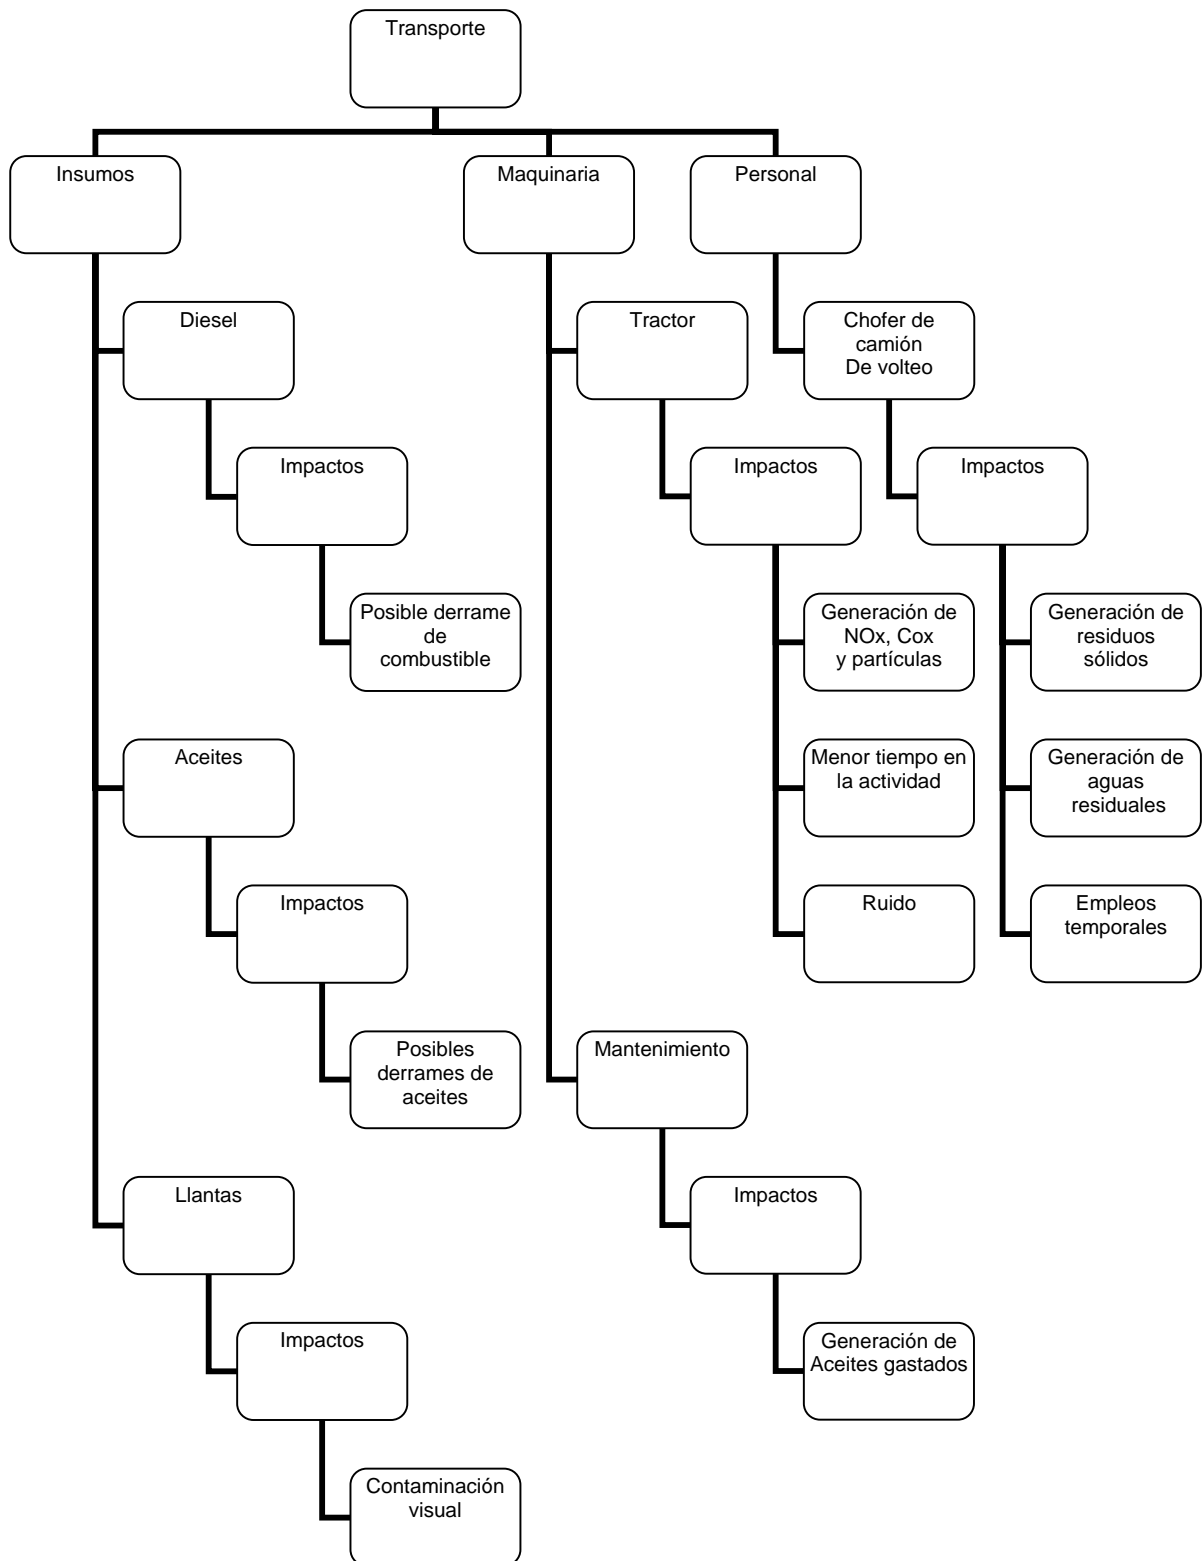 Transporte
Insumos
Maquinaria
Personal
Diesel
Tractor
Chofer de
camión
De volteo
Impactos
Impactos
Impactos
Posible derrame
de
combustible
Generación de
NOx, Cox
y partículas
Generación de
residuos
sólidos
Aceites
Menor tiempo en
la actividad
Generación de
aguas
residuales
Impactos
Ruido
Empleos
temporales
Posibles
derrames de
aceites
Mantenimiento
Llantas
Impactos
Impactos
Generación de
Aceites gastados
Contaminación
visual